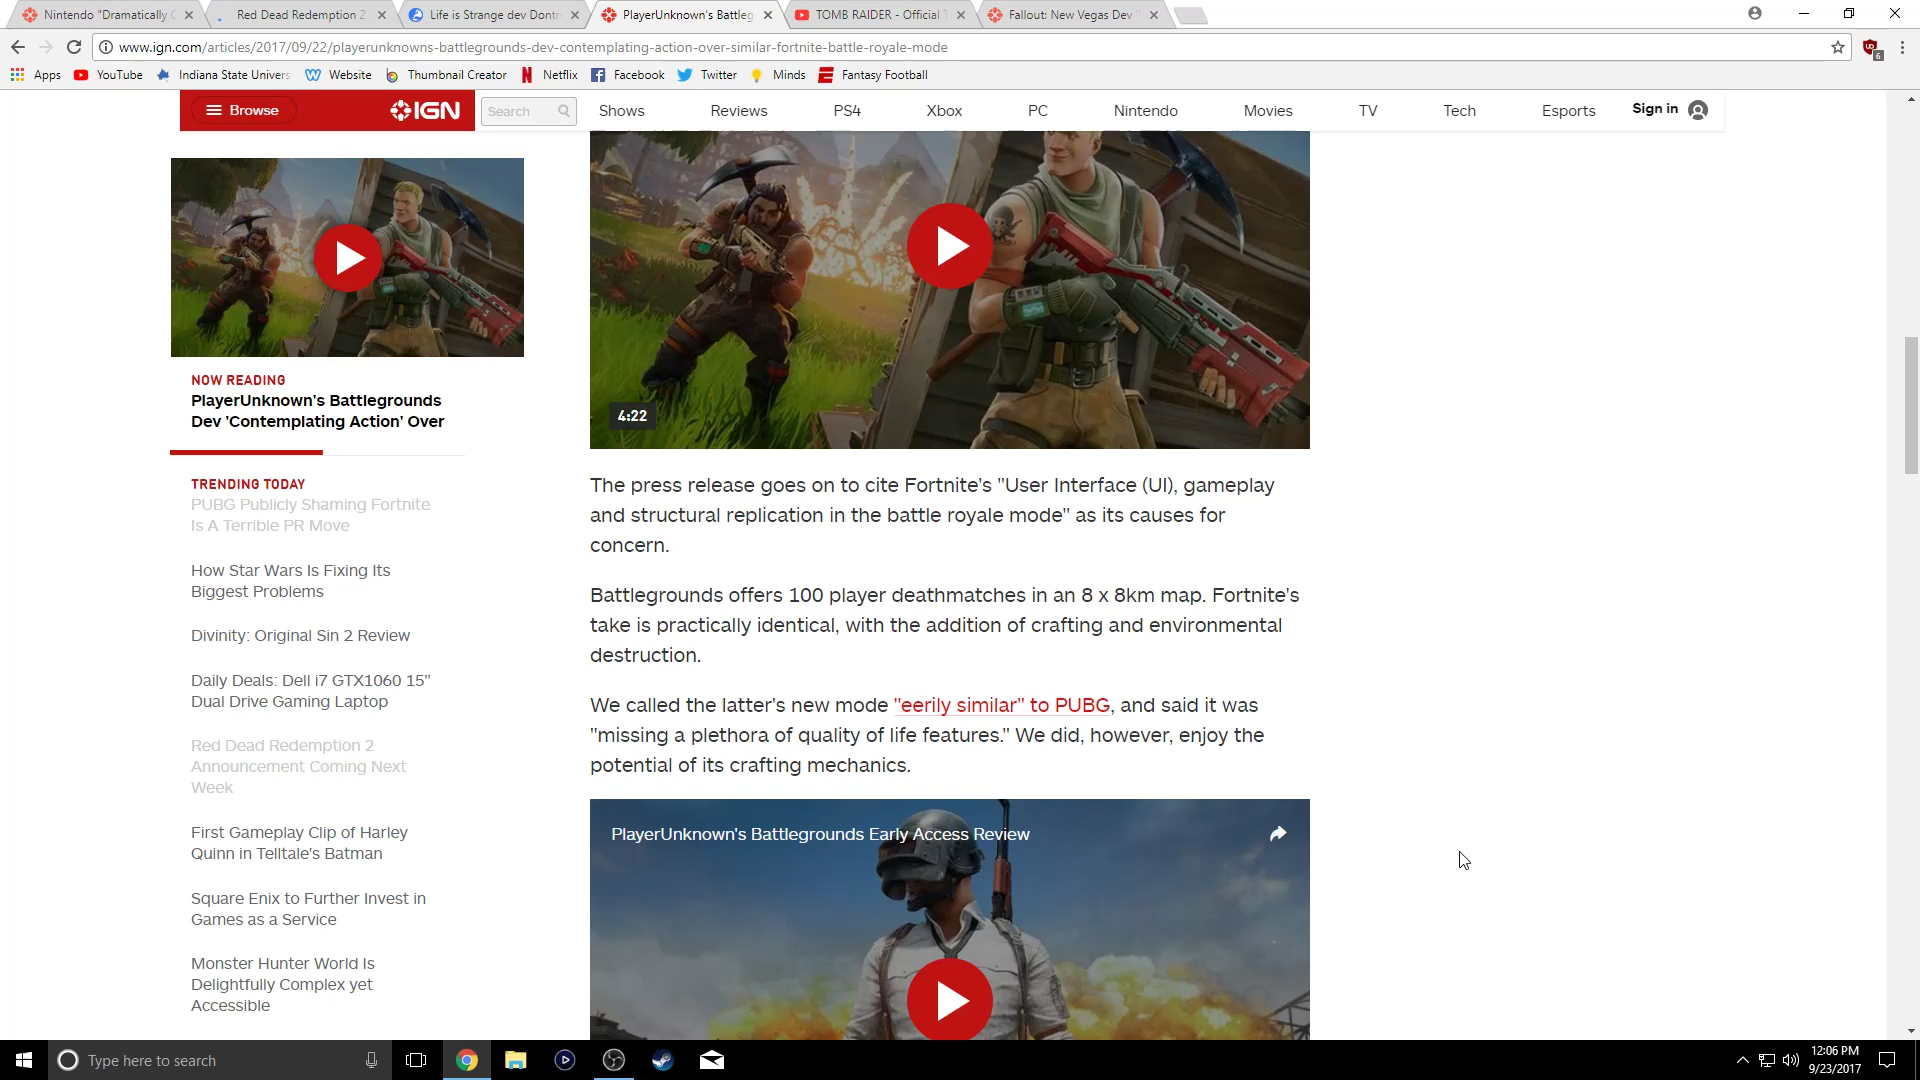 Nintendo "Dramatically
Red Dead Redemption 2
Life is Strange dev Dontn
PlayerUnknown's Battleg
TOMB RAIDER - Official
Fallout: New Vegas Dev
www.ign.com/articles/2017/09/22/playerunknowns-battlegrounds-dev-contemplating-action-over-similar-fortnite-battle-royale-mode
6
Apps
YouTube
Indiana State Univers
Website
Thumbnail Creator
Netflix
Facebook
Twitter
Minds
Fantasy Football
Browse
IGN
Search
Shows
Reviews
PS4
Xbox
PC
Nintendo
Movies
TV
Tech
Esports
Sign in
NOW READING
PlayerUnknown's Battlegrounds
Dev 'Contemplating Action' Over
TRENDING TODAY
PUBG Publicly Shaming Fortnite
Is A Terrible PR Move
How Star Wars Is Fixing Its
Biggest Problems
Divinity: Original Sin 2 Review
Daily Deals: Dell i7 GTX1060 15"
Dual Drive Gaming Laptop
Red Dead Redemption 2
Announcement Coming Next
Week
First Gameplay Clip of Harley
Quinn in Telltale's Batman
Square Enix to Further Invest in
Games as a Service
Monster Hunter World Is
Delightfully Complex yet
Accessible
4:22
The press release goes on to cite Fortnite's "User Interface (UI), gameplay
and structural replication in the battle royale mode" as its causes for
concern.
Battlegrounds offers 100 player deathmatches in an 8 x 8km map. Fortnite's
take is practically identical, with the addition of crafting and environmental
destruction.
We called the latter's new mode "eerily similar" to PUBG, and said it was
"missing a plethora of quality of life features." We did, however, enjoy the
potential of its crafting mechanics.
PlayerUnknown's Battlegrounds Early Access Review
Type here to search
12:06 PM
9/23/2017